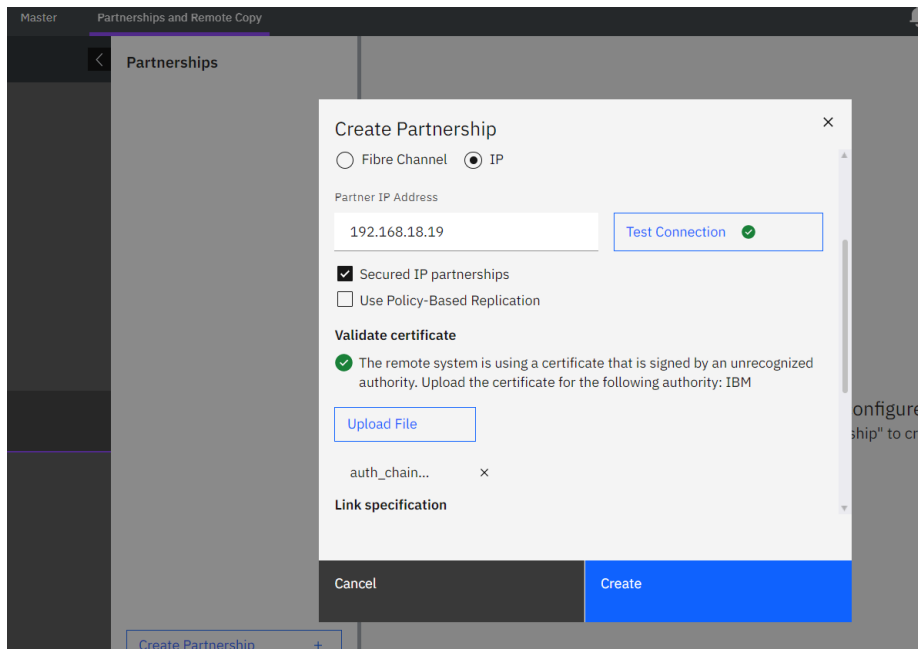 Master
Partnerships and Remote Copy
Partnerships
Create Partnership
Fibre Channel
IP
Partner IP Address
192.168.18.19
Test Connection
Secured IP partnerships
Use Policy-Based Replication
Validate certificate
The remote system is using a certificate that is signed by an unrecognized
authority. Upload the certificate for the following authority: IBM
Upload File
auth_chain...
Link specification
Cancel
Create
onfigure
ship" to cr
Create Partnership +